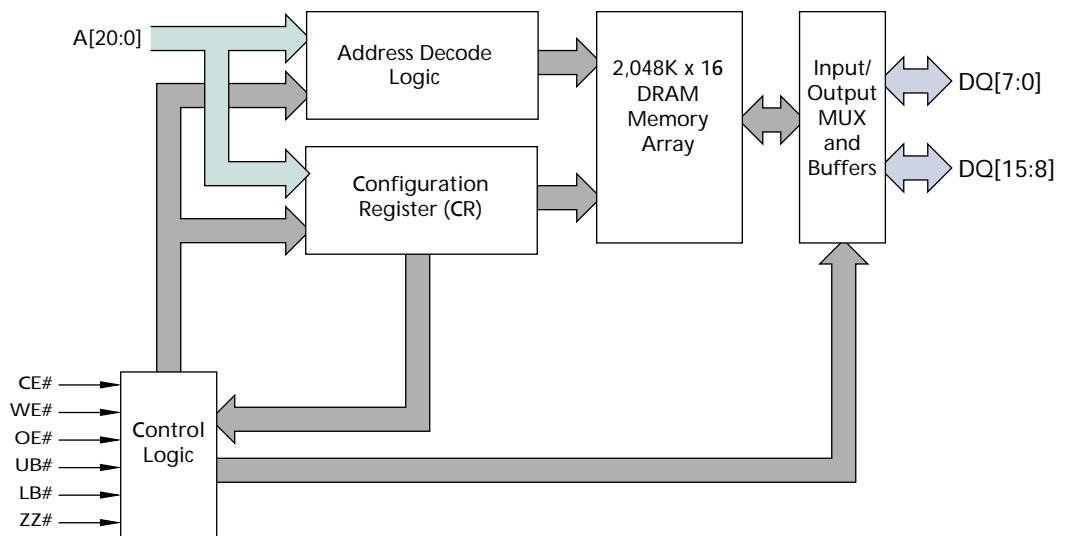 A[20:0]
Address Decode
Logic
2,048K x 16
DRAM
Memory
Array
Input/
Output
MUX
and
Buffers
DQ[7:0]
DQ[15:8]
Configuration
Register (CR)
CE#
WE#
OE#
UB#
LB#
ZZ#
Control
Logic